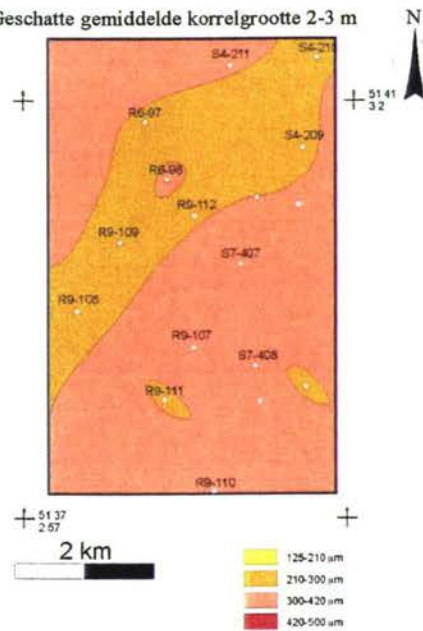 Geschatte gemiddelde korrelgrootte 2-3 m
N
S4-211
S4-210
51 41
3 2
R6-97
S4-209
R6-98
R9-112
R9-109
S7-407
R9-108
R9-107
S7-408
R9-111
R9-110
51 37
2 57
2 km
125-210 µm
210-300 µm
300-420 µm
420-500 µm